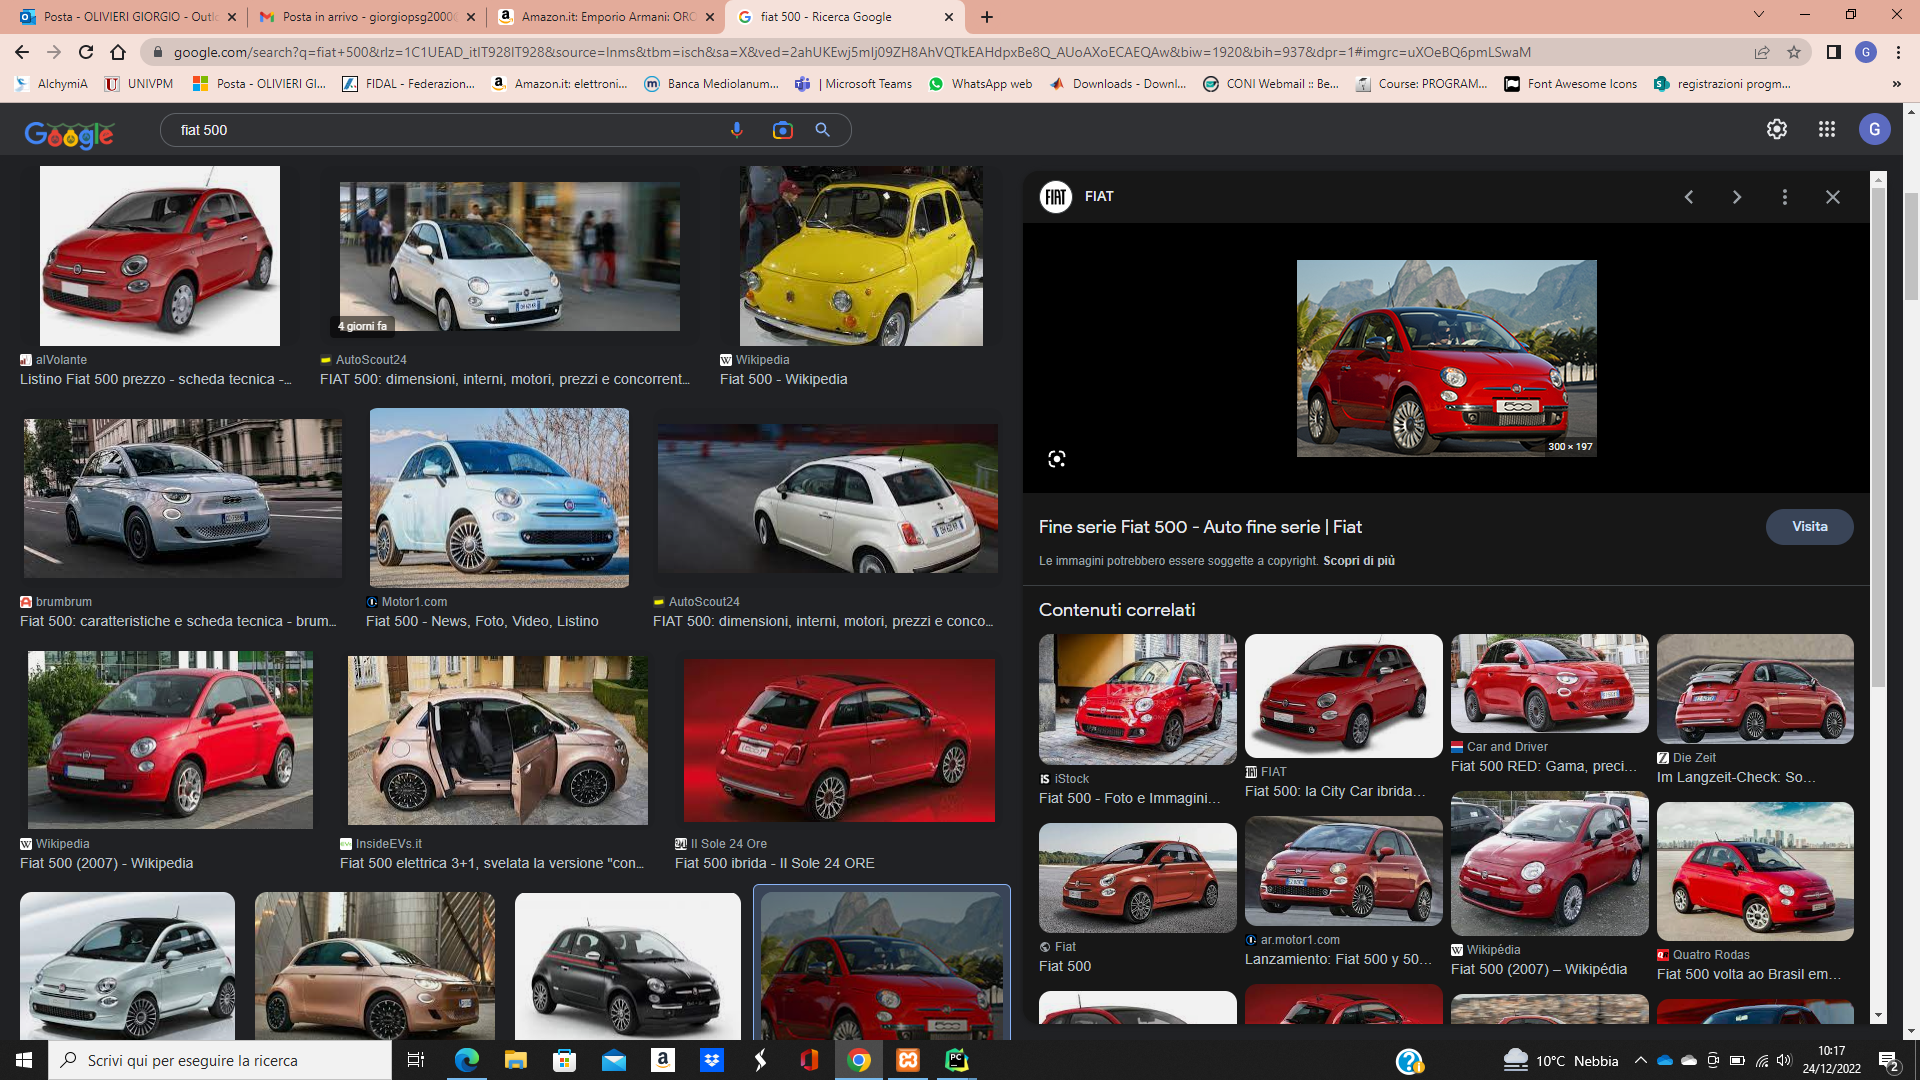 Posta - OLIVIERI GIORGIO - Outl
Posta in arrivo - giorgiopsg2000
Amazon.it: Emporio Armani: ORC
fiat 500 - Ricerca Google
google.com/search?q=fiat+500&rlz=1C1UEAD_itIT928IT928&source=lnms&tbm=isch&sa=X&ved=2ahUKEwj5mIj09ZH8AhVQTkEAHdpxBe8Q_AUoAXoECAEQAw&biw=1920&bih=937&dpr=1#imgrc=uXOeBQ6pmLSwaM
G
AlchymiA
UNIVPM
Posta - OLIVIERI GI...
FIDAL - Federazion...
Amazon.it: elettroni...
Banca Mediolanum...
| Microsoft Teams
WhatsApp web
Downloads - Downl...
CONI Webmail :: Be...
Course: PROGRAM...
Font Awesome Icons
registrazioni progm...
»
Google
fiat 500
G
4 giorni fa
alVolante
Listino Fiat 500 prezzo - scheda tecnica -...
AutoScout24
FIAT 500: dimensioni, interni, motori, prezzi e concorrent...
Wikipedia
Fiat 500 - Wikipedia
brumbrum
Fiat 500: caratteristiche e scheda tecnica - brum...
Motor1.com
Fiat 500 - News, Foto, Video, Listino
AutoScout24
FIAT 500: dimensioni, interni, motori, prezzi e conco...
Wikipedia
Fiat 500 (2007) - Wikipedia
InsideEVs.it
Fiat 500 elettrica 3+1, svelata la versione "con...
Il Sole 24 Ore
Fiat 500 ibrida - Il Sole 24 ORE
FIAT
FIAT
500
300 × 197
Fine serie Fiat 500 - Auto fine serie | Fiat
Visita
Le immagini potrebbero essere soggette a copyright. Scopri di più
Contenuti correlati
iStock
Fiat 500 - Foto e Immagini...
FIAT
Fiat 500: la City Car ibrida...
Car and Driver
Fiat 500 RED: Gama, preci...
Die Zeit
Im Langzeit-Check: So...
Fiat
Fiat 500
ar.motor1.com
Lanzamiento: Fiat 500 y 50...
Wikipédia
Fiat 500 (2007) – Wikipédia
Quatro Rodas
Fiat 500 volta ao Brasil em...
Scrivi qui per eseguire la ricerca
10°C Nebbia
10:17
24/12/2022
2